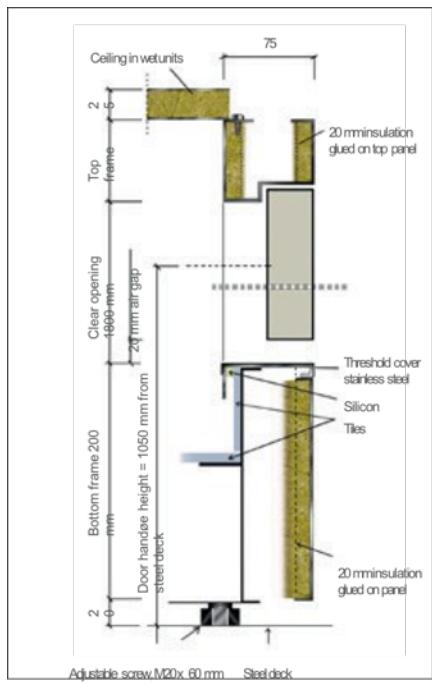 75
Ceiling in wetunits
2
5
20 mminsulation
glued on top panel
Top
frame
Clear opening
1800 mm
20 mm air gap
Threshold cover
stainless steel
Silicon
Tiles
Door handøe height = 1050 mm from
steel deck
Bottom frame 200
mm
20 mminsulation
glued on panel
2
0
Adjustable screw.M20x 60 mm
Steel deck